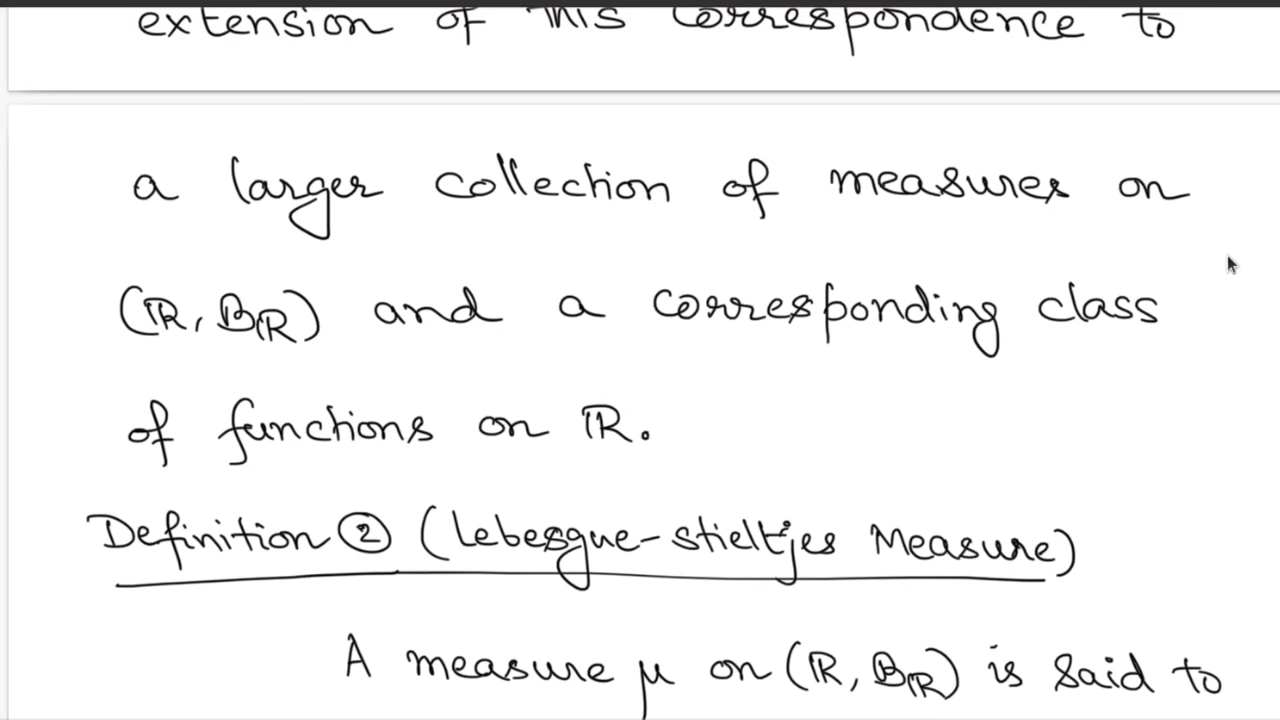 extension of this correspondence to
a larger collection of measures on
(ℝ, B_ℝ) and a corresponding class
of functions on ℝ.
Definition ② (Lebesgue-Stieltjes Measure)
A measure μ on (ℝ, B_ℝ) is said to